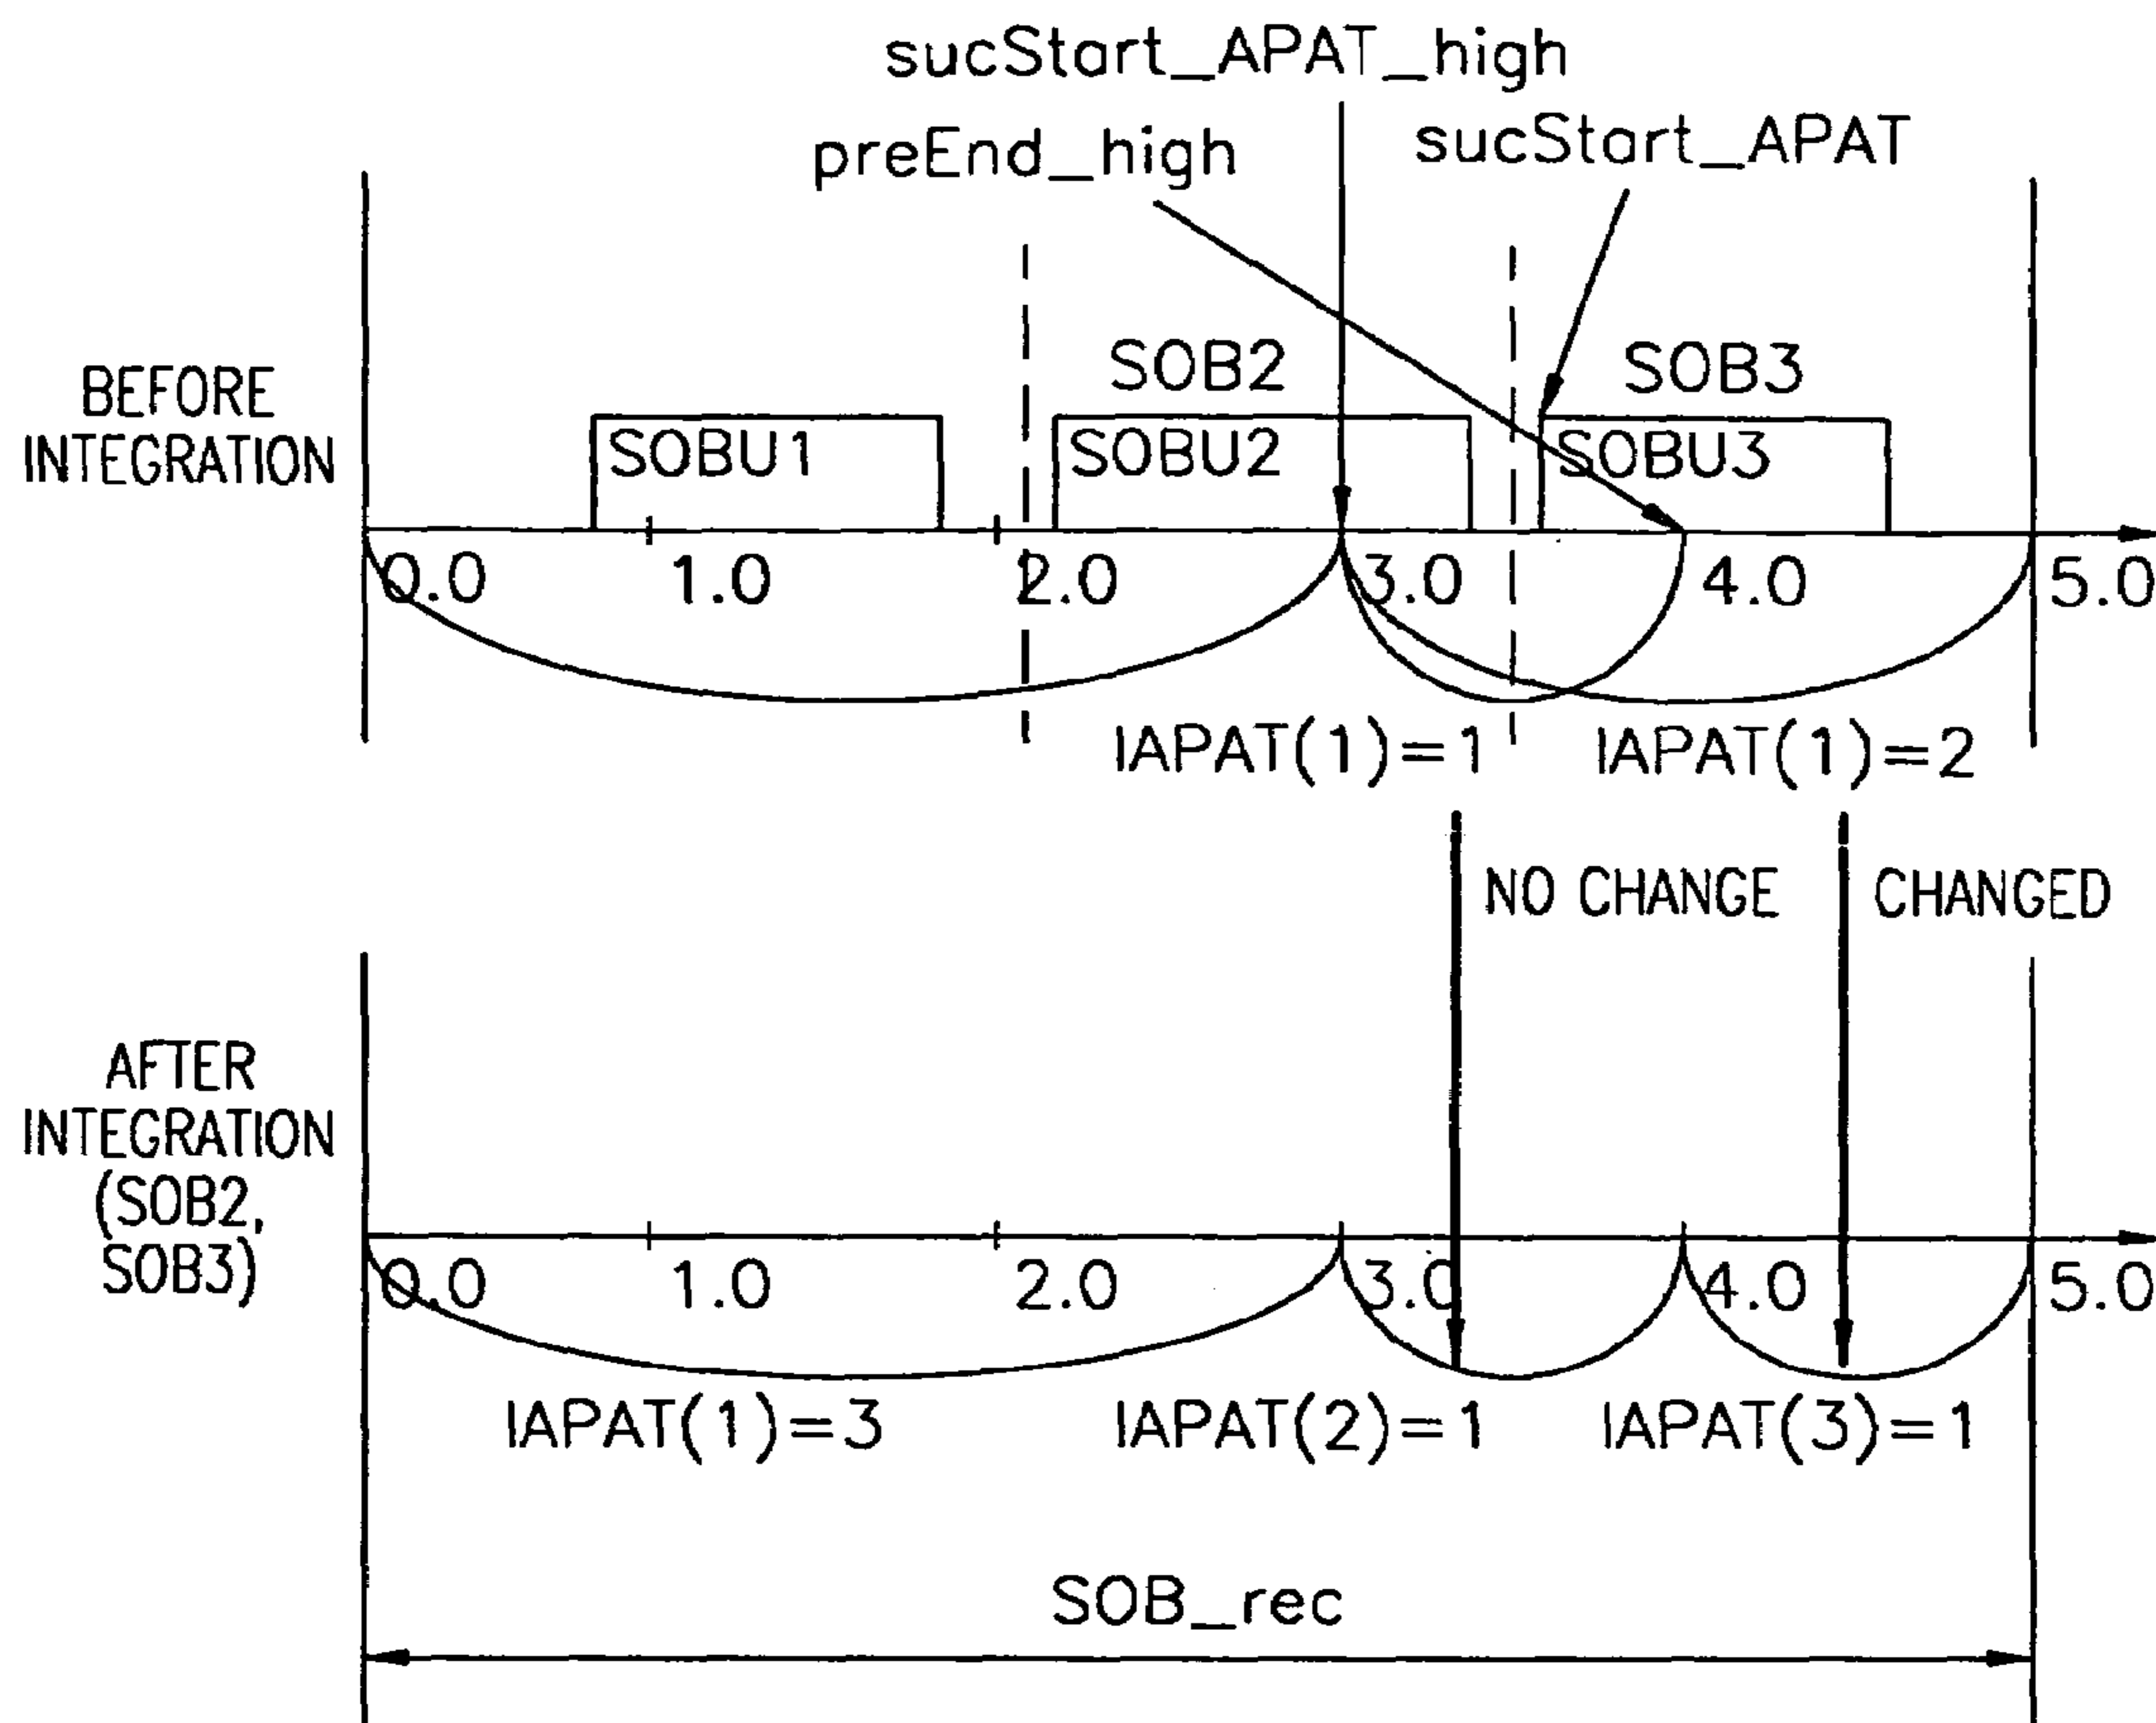 sucStart_APAT_high
preEnd_high
sucStart_APAT
BEFORE
INTEGRATION
SOB2
SOB3
SOBU1
SOBU2
SOBU3
0.0
1.0
2.0
3.0
4.0
5.0
IAPAT(1)=1
IAPAT(1)=2
NO CHANGE
CHANGED
AFTER
INTEGRATION
(SOB2,
SOB3)
0.0
1.0
2.0
3.0
4.0
5.0
IAPAT(1)=3
IAPAT(2)=1
IAPAT(3)=1
SOB_rec